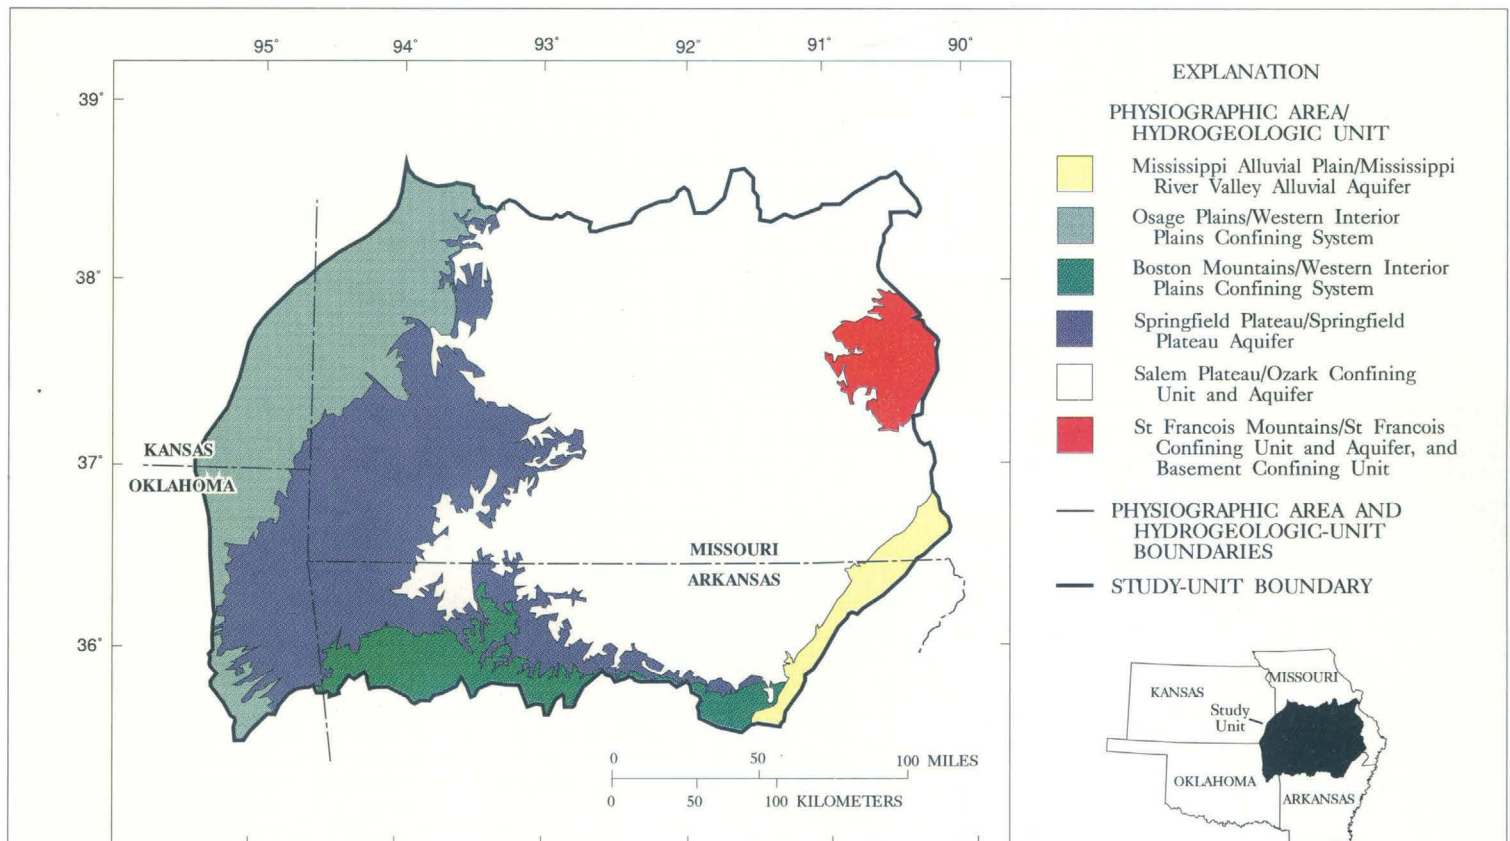 95° 94° 93° 92° 91° 90°
39°
38°
37°
36°
KANSAS
OKLAHOMA
MISSOURI
ARKANSAS
0 50 100 MILES
0 50 100 KILOMETERS
EXPLANATION
PHYSIOGRAPHIC AREA/
HYDROGEOLOGIC UNIT
Mississippi Alluvial Plain/Mississippi
River Valley Alluvial Aquifer
Osage Plains/Western Interior
Plains Confining System
Boston Mountains/Western Interior
Plains Confining System
Springfield Plateau/Springfield
Plateau Aquifer
Salem Plateau/Ozark Confining
Unit and Aquifer
St Francois Mountains/St Francois
Confining Unit and Aquifer, and
Basement Confining Unit
PHYSIOGRAPHIC AREA AND
HYDROGEOLOGIC-UNIT
BOUNDARIES
STUDY-UNIT BOUNDARY
MISSOURI
KANSAS
Study
Unit
OKLAHOMA
ARKANSAS